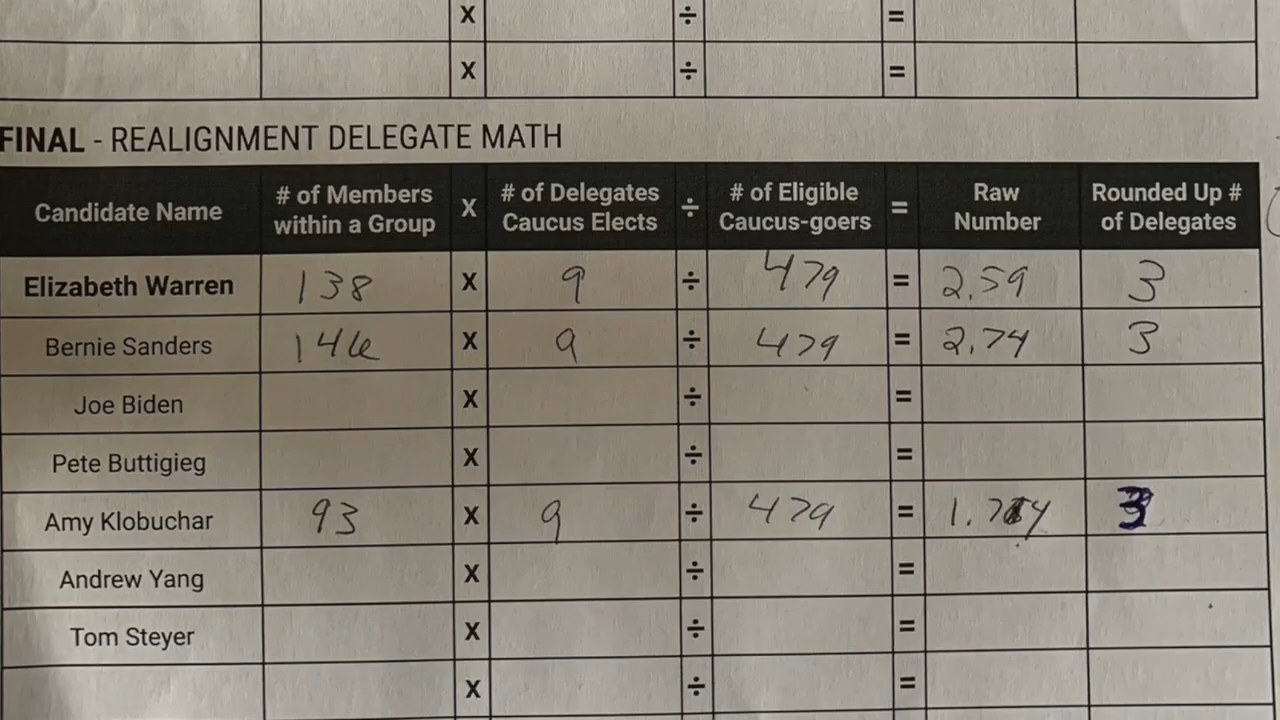 X ÷ =
X ÷ =
FINAL - REALIGNMENT DELEGATE MATH
Candidate Name # of Members within a Group X # of Delegates Caucus Elects ÷ # of Eligible Caucus-goers = Raw Number Rounded Up # of Delegates
Elizabeth Warren 138 X 9 ÷ 479 = 2.59 3
Bernie Sanders 146 X 9 ÷ 479 = 2.74 3
Joe Biden X ÷ =
Pete Buttigieg X ÷ =
Amy Klobuchar 93 X 9 ÷ 479 = 1.74 3
Andrew Yang X ÷ =
Tom Steyer X ÷ =
X ÷ =